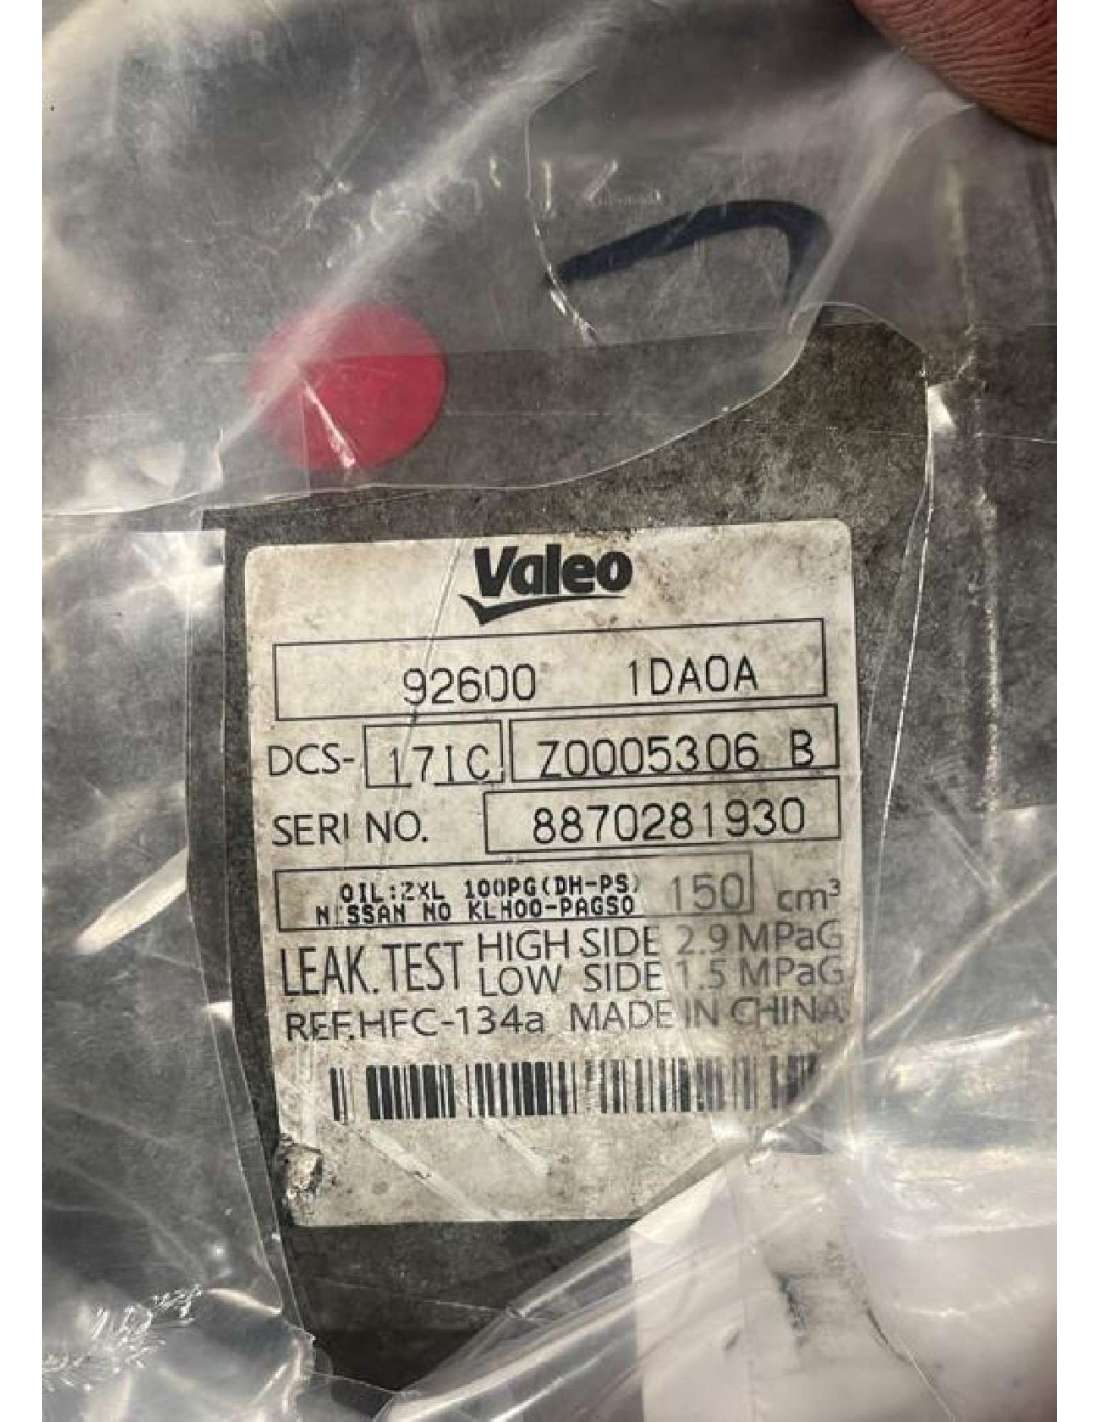 Valeo
92600 1DA0A
DCS- 171C Z0005306 B
SERI NO. 8870281930
OIL:ZXL 100PG(DH-PS)
NISSAN NO KLH00-PAGS0
150 cm³
LEAK.TEST HIGH SIDE 2.9 MPaG
LOW SIDE 1.5 MPaG
REF.HFC-134a MADE IN CHINA